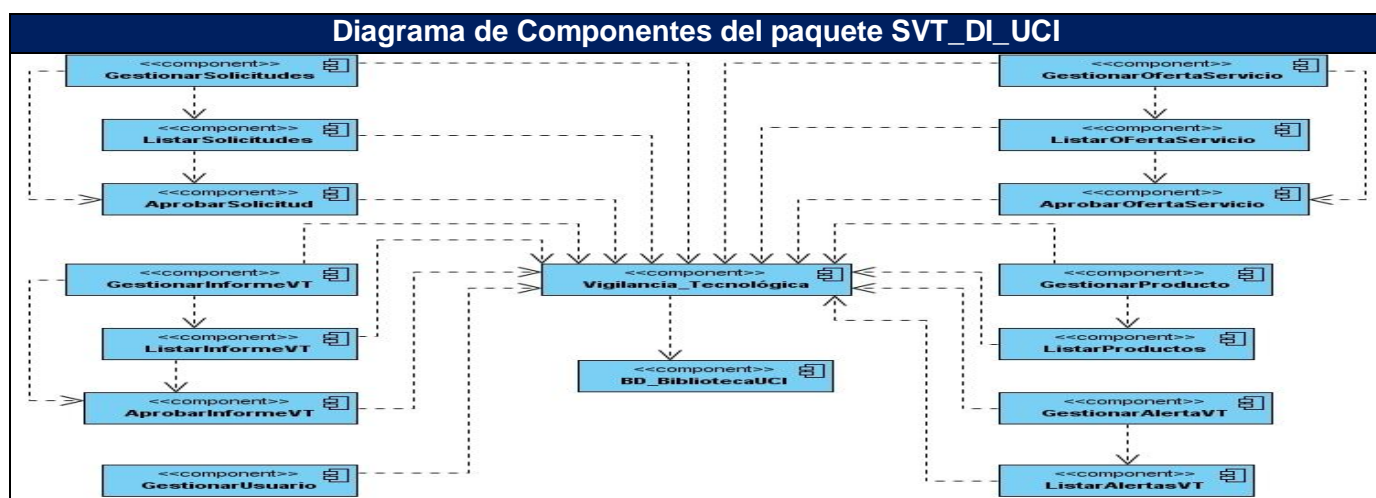 Diagrama de Componentes del paquete SVT_DI_UCI
<<component>>
GestionarSolicitudes
<<component>>
ListarSolicitudes
<<component>>
AprobarSolicitud
<<component>>
GestionarInformeVT
<<component>>
ListarInformeVT
<<component>>
AprobarInformeVT
<<component>>
GestionarUsuario
<<component>>
Vigilancia_Tecnológica
<<component>>
BD_BibliotecaUCI
<<component>>
GestionarOfertaServicio
<<component>>
ListarOFertaServicio
<<component>>
AprobarOfertaServicio
<<component>>
GestionarProducto
<<component>>
ListarProductos
<<component>>
GestionarAlertaVT
<<component>>
ListarAlertasVT